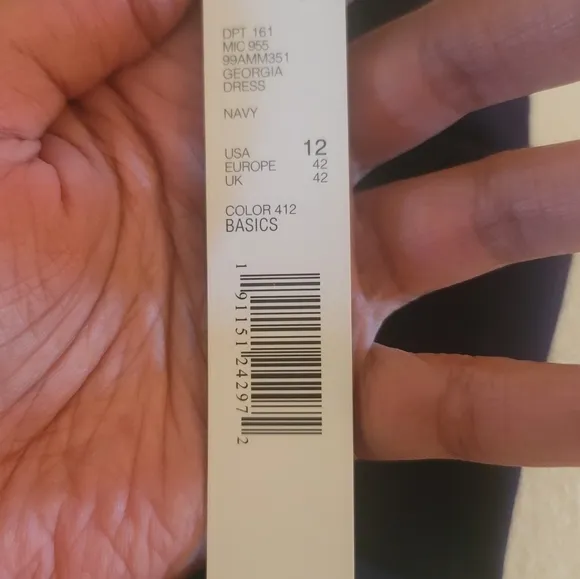 DPT 161
MIC 955
99AMM351
GEORGIA
DRESS
NAVY
USA 12
EUROPE 42
UK 42
COLOR 412
BASICS
1 91151 24297 2